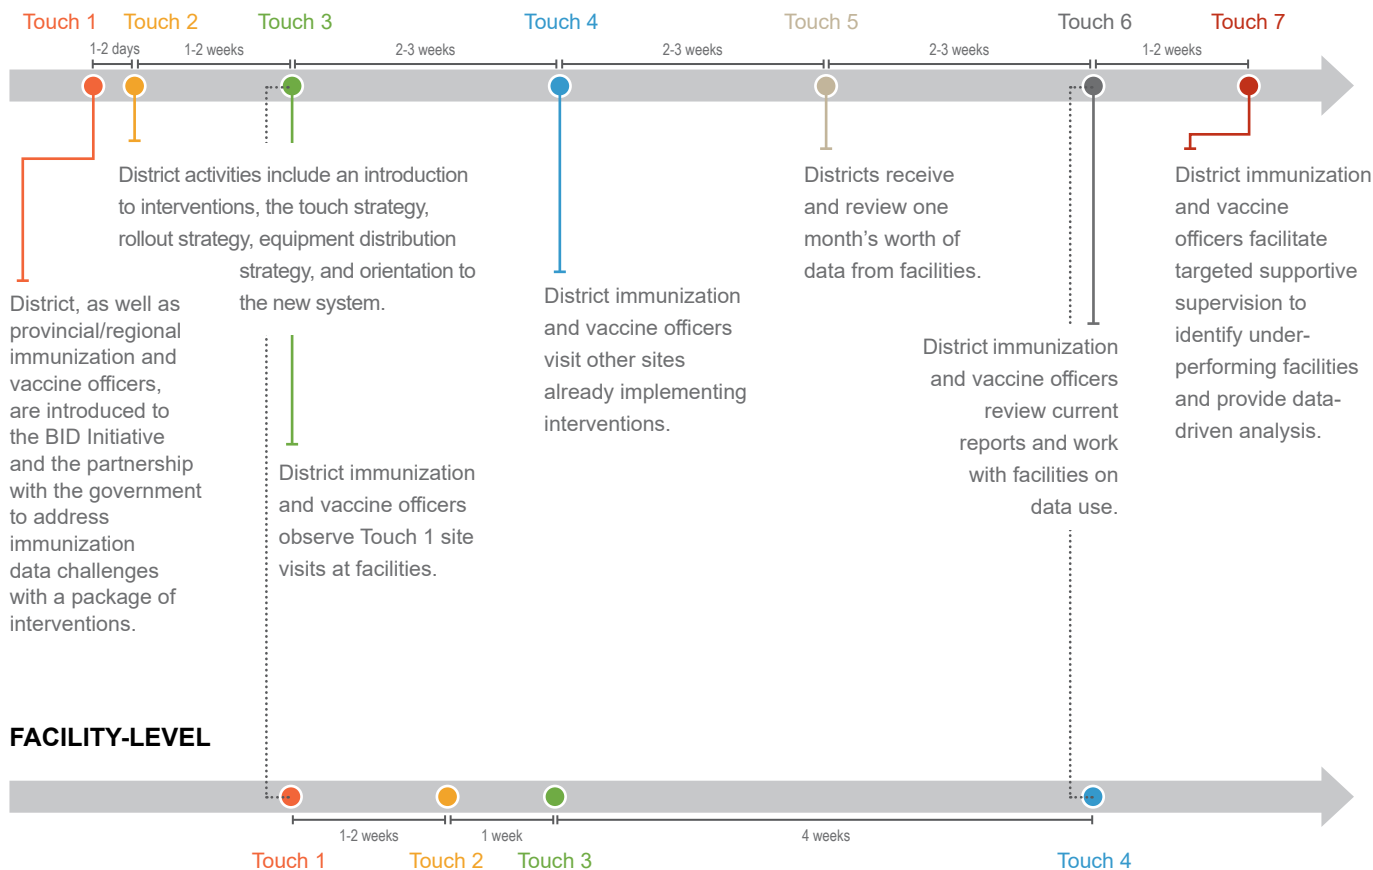 Touch 1
Touch 2
Touch 3
Touch 4
Touch 5
Touch 6
Touch 7
1-2 days
1-2 weeks
2-3 weeks
2-3 weeks
2-3 weeks
1-2 weeks
District, as well as
provincial/regional
immunization and
vaccine officers,
are introduced to
the BID Initiative
and the partnership
with the government
to address
immunization
data challenges
with a package of
interventions.
District activities include an introduction
to interventions, the touch strategy,
rollout strategy, equipment distribution
strategy, and orientation to
the new system.
District immunization
and vaccine officers
observe Touch 1 site
visits at facilities.
District immunization
and vaccine officers
visit other sites
already implementing
interventions.
Districts receive
and review one
month’s worth of
data from facilities.
District immunization
and vaccine officers
review current
reports and work
with facilities on
data use.
District immunization
and vaccine
officers facilitate
targeted supportive
supervision to
identify under-
performing facilities
and provide data-
driven analysis.
FACILITY-LEVEL
1-2 weeks
1 week
4 weeks
Touch 1
Touch 2
Touch 3
Touch 4